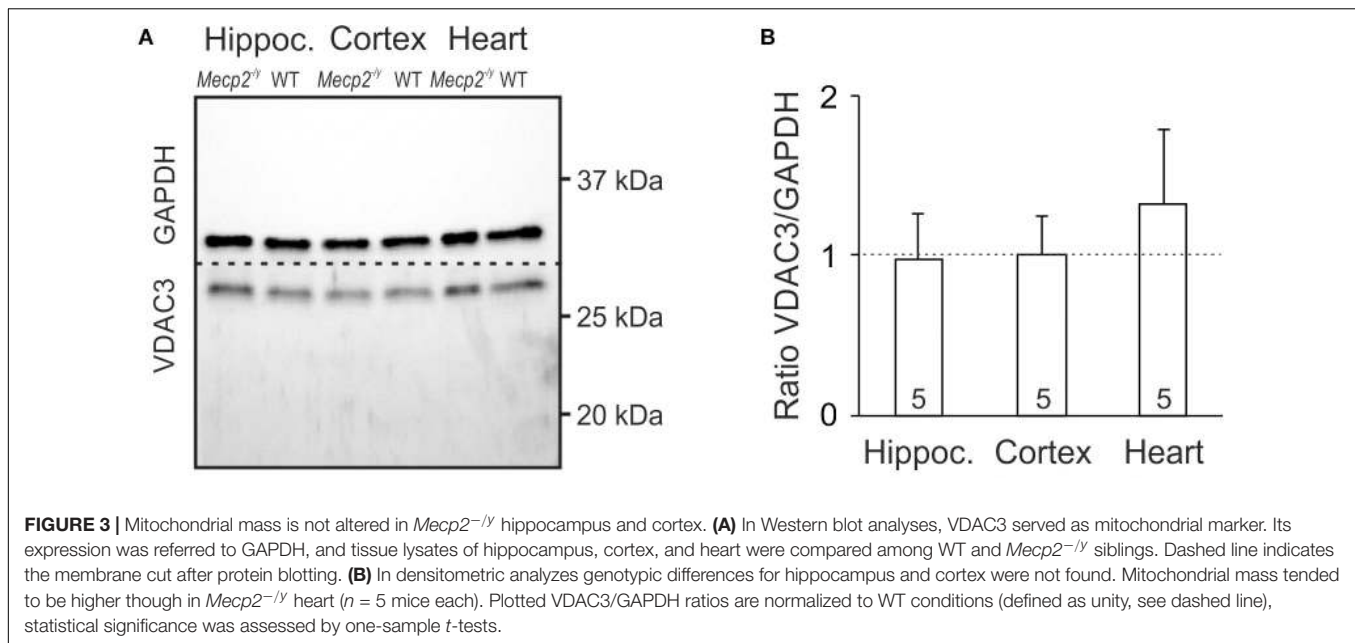 A
Hippoc. Cortex Heart
Mecp2-/y WT Mecp2-/y WT Mecp2-/y WT
GAPDH
VDAC3
37 kDa
25 kDa
20 kDa
B
Ratio VDAC3/GAPDH
2
1
0
5 5 5
Hippoc. Cortex Heart
FIGURE 3 | Mitochondrial mass is not altered in Mecp2−/y hippocampus and cortex. (A) In Western blot analyses, VDAC3 served as mitochondrial marker. Its
expression was referred to GAPDH, and tissue lysates of hippocampus, cortex, and heart were compared among WT and Mecp2−/y siblings. Dashed line indicates
the membrane cut after protein blotting. (B) In densitometric analyzes genotypic differences for hippocampus and cortex were not found. Mitochondrial mass tended
to be higher though in Mecp2−/y heart (n = 5 mice each). Plotted VDAC3/GAPDH ratios are normalized to WT conditions (defined as unity, see dashed line),
statistical significance was assessed by one-sample t-tests.